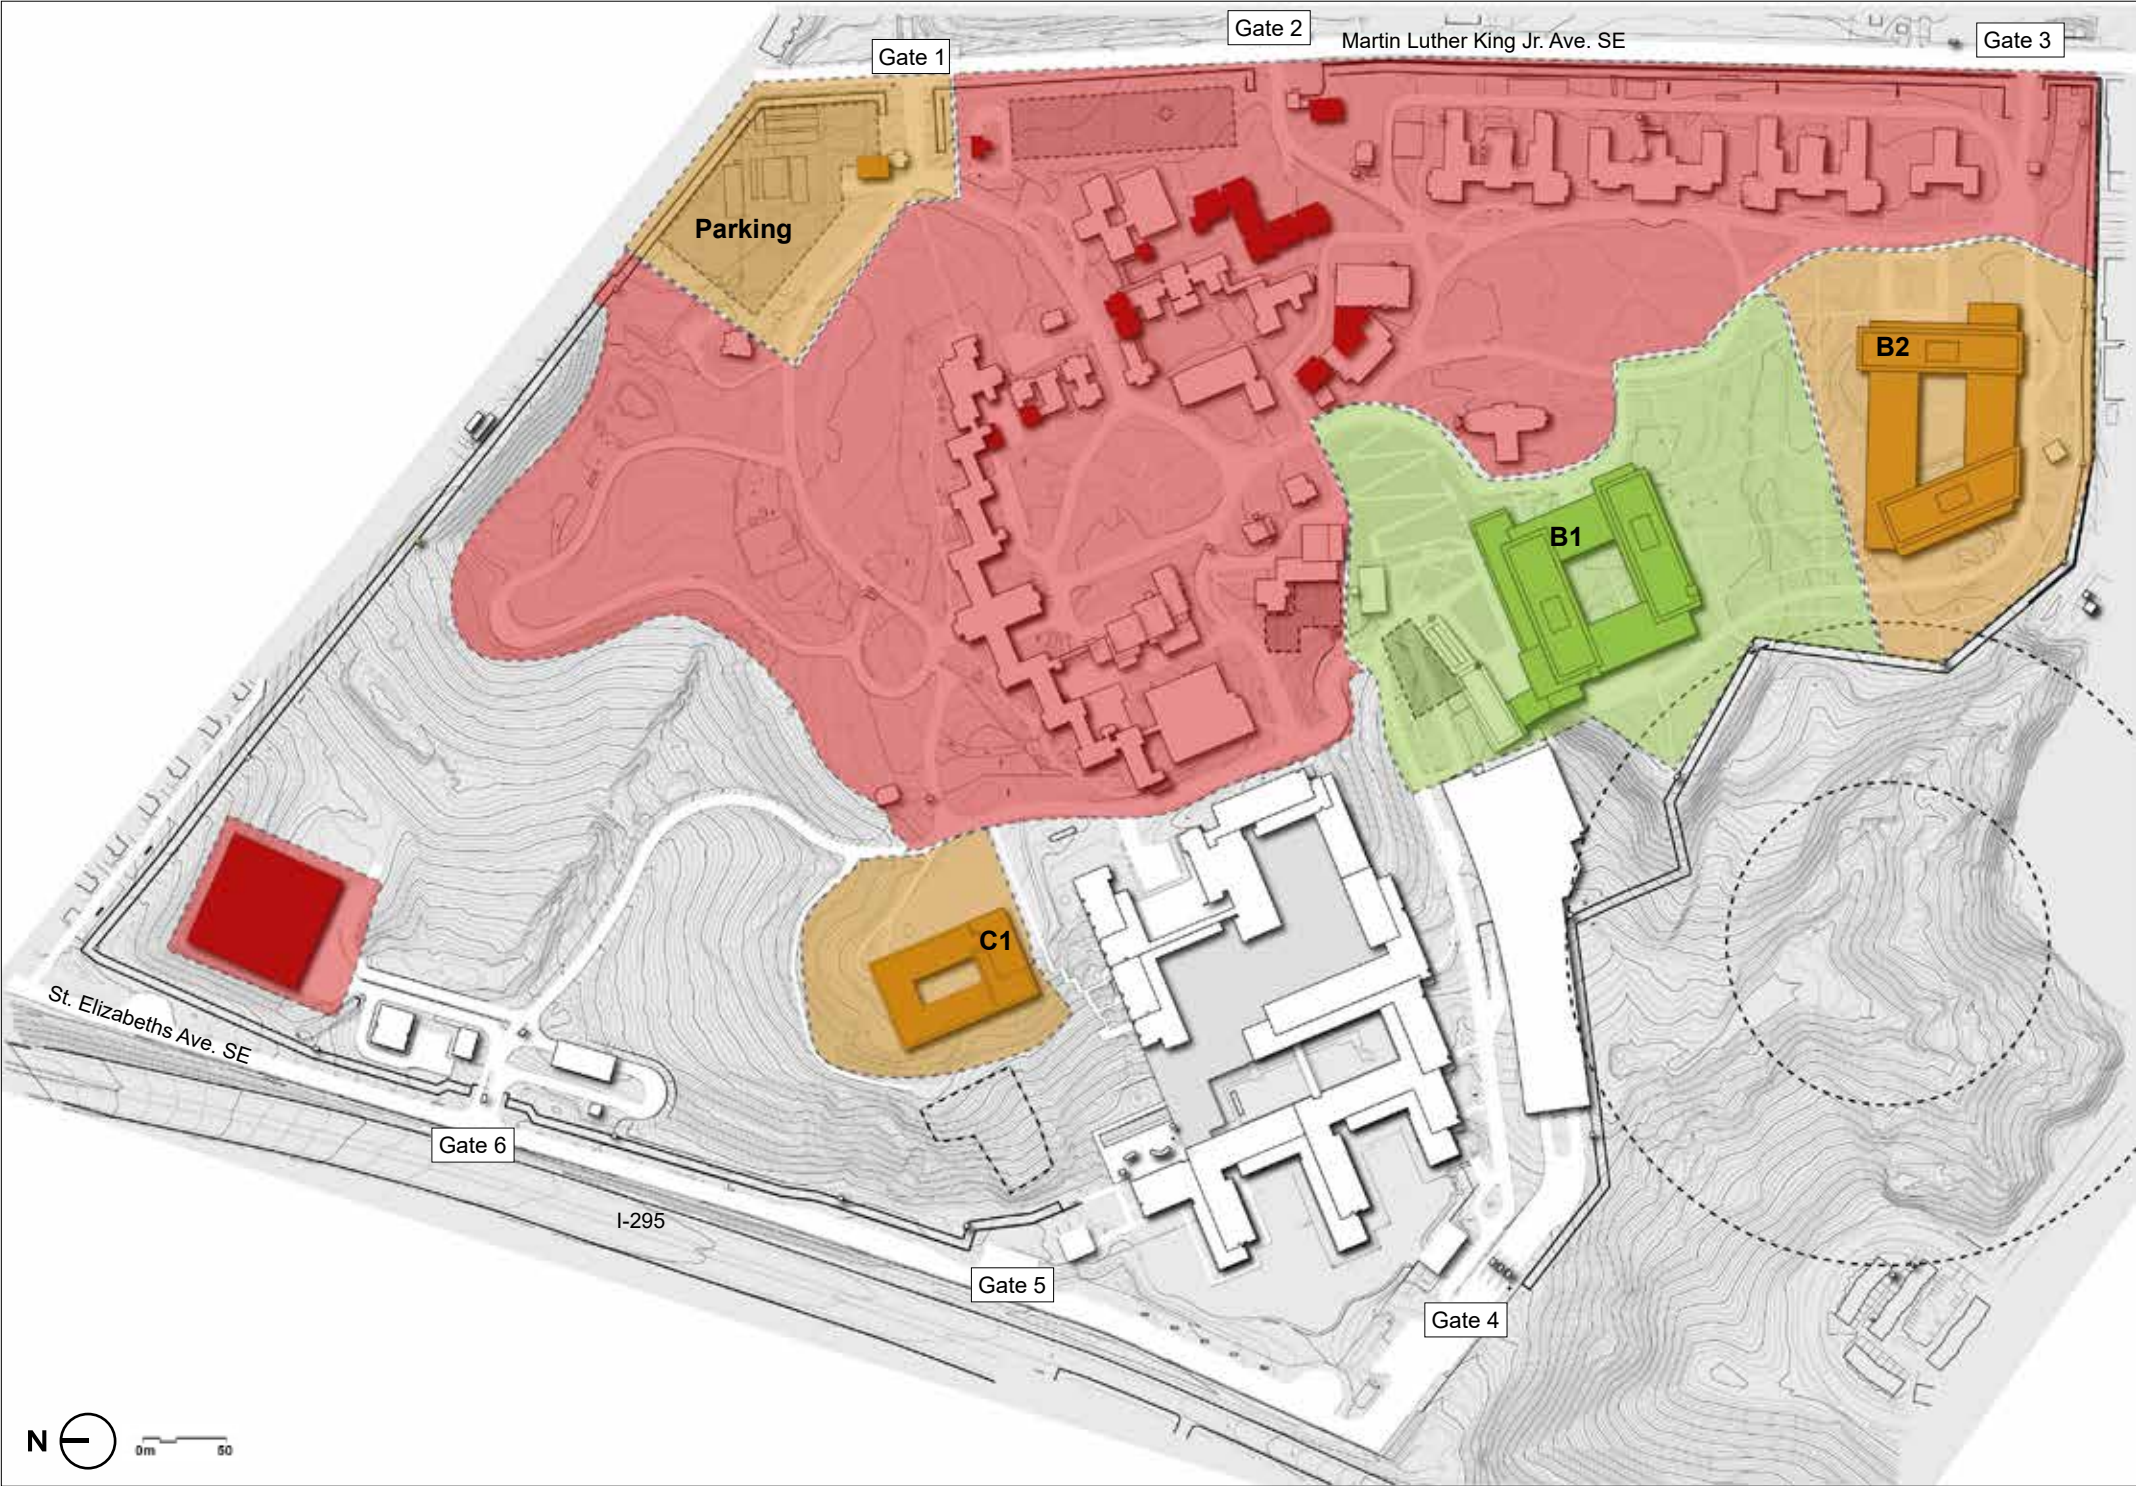 Gate 2
Martin Luther King Jr. Ave. SE
Gate 3
Gate 1
Parking
B2
B1
C1
St. Elizabeths Ave. SE
Gate 6
I-295
Gate 5
Gate 4
N
0m 50